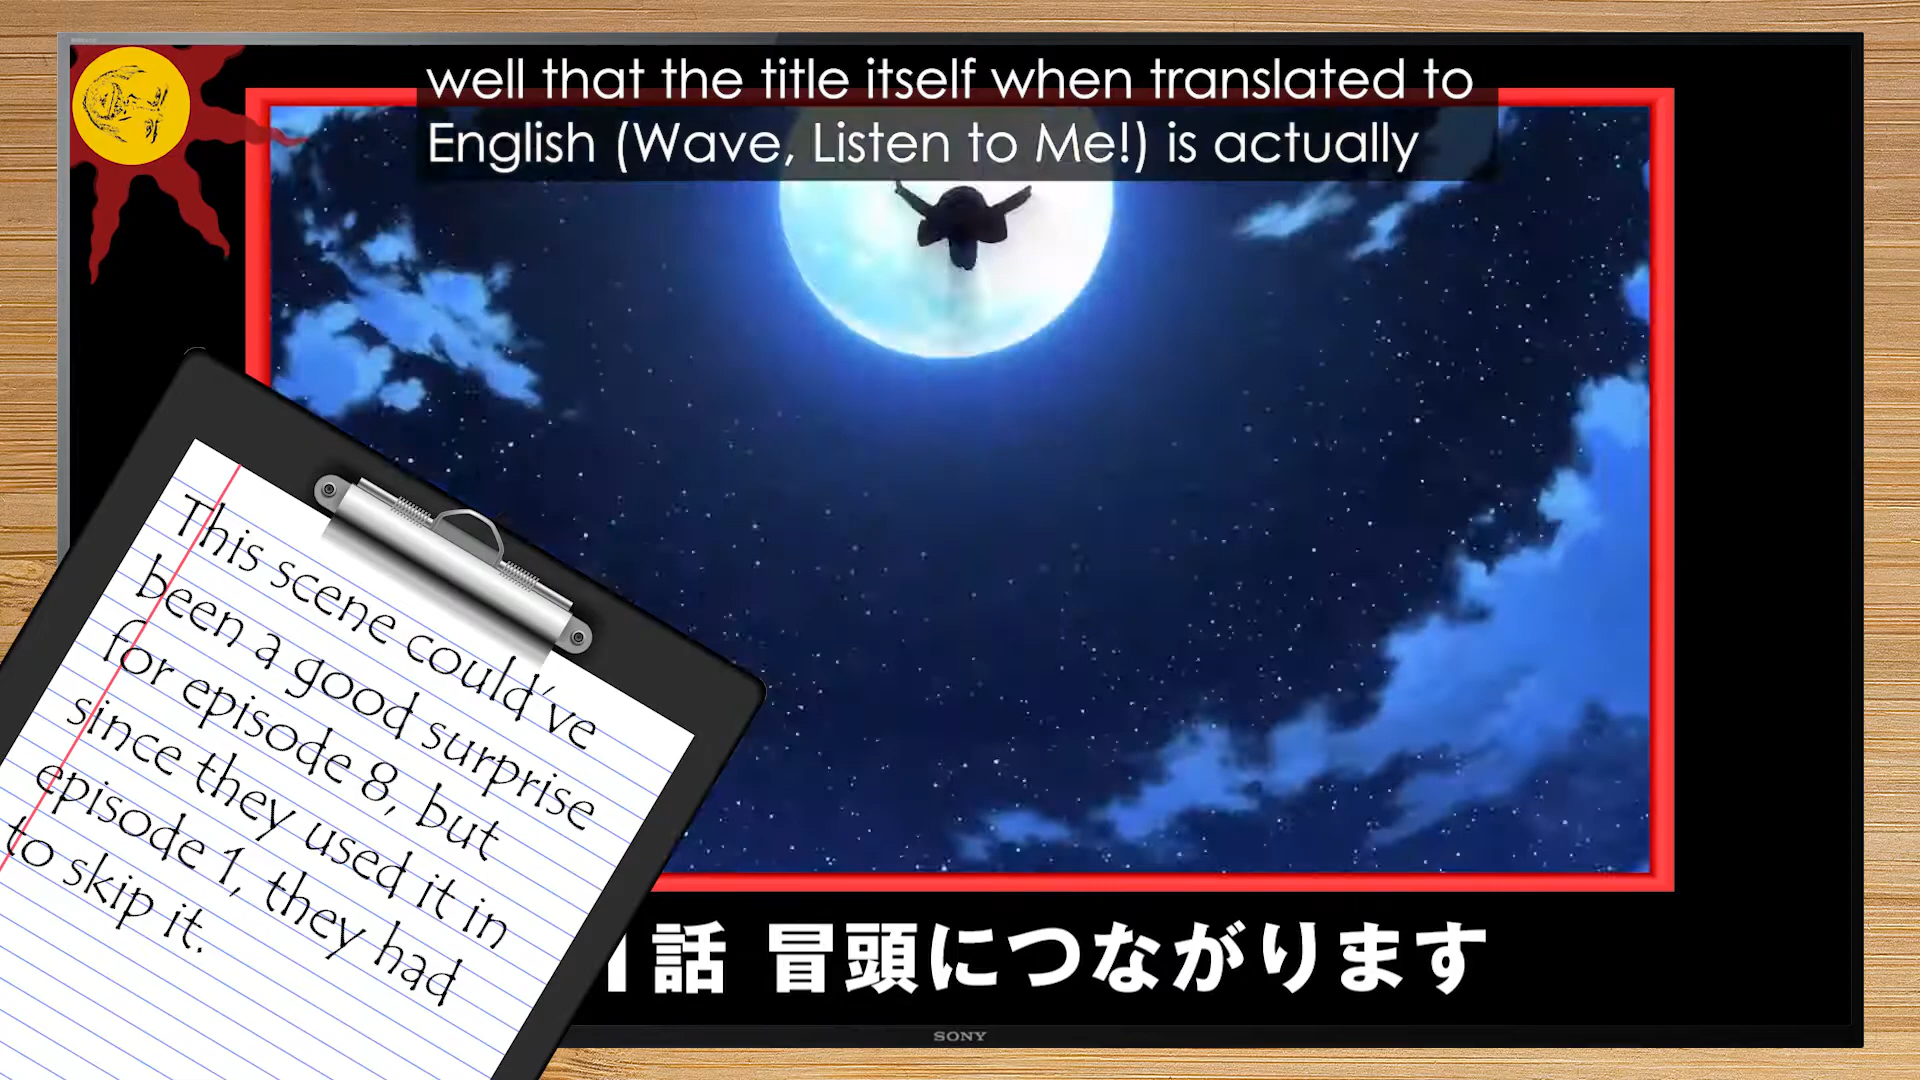 well that the title itself when translated to
English (Wave, Listen to Me!) is actually
This scene could've
been a good surprise
for episode 8, but
since they used it in
episode 1, they had
to skip it.
1話 冒頭につながります
SONY